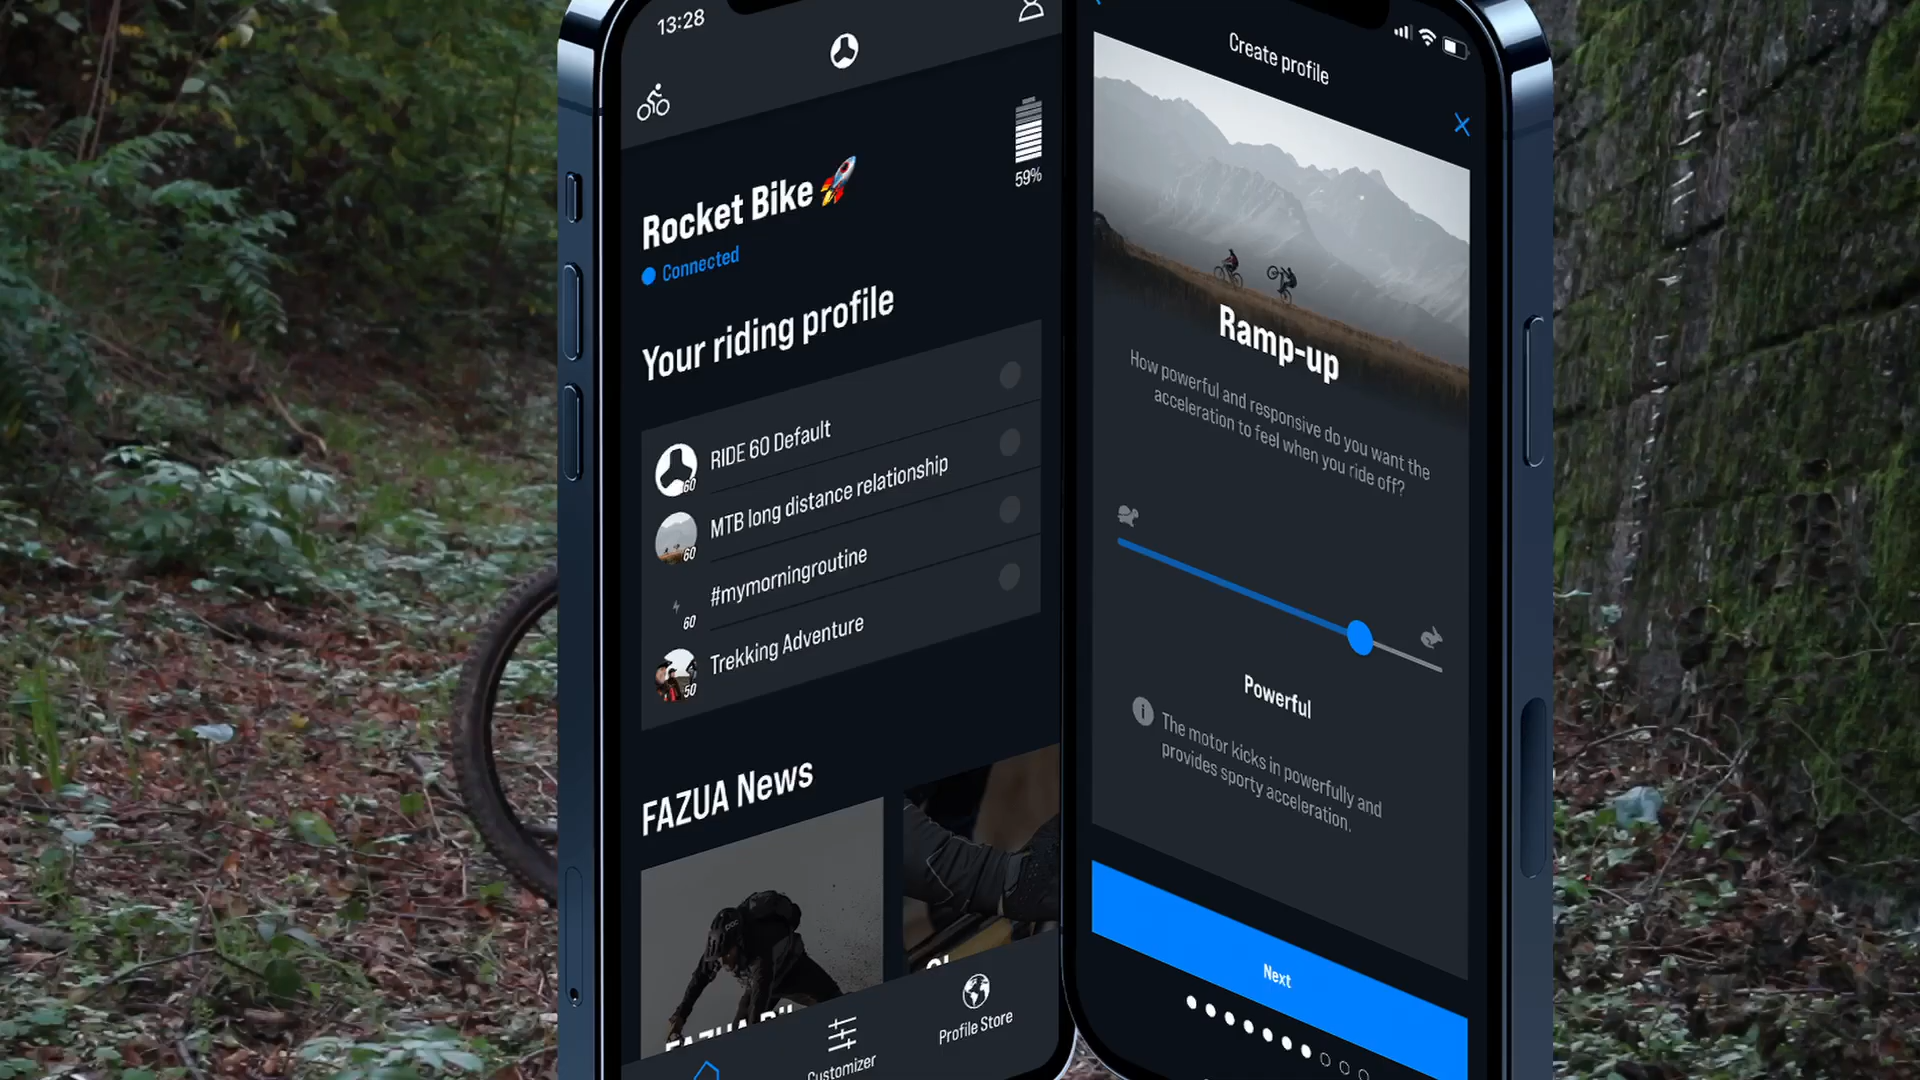 13:28
Rocket Bike 🚀
Connected
59%
Your riding profile
60
RIDE 60 Default
60
MTB long distance relationship
60
#mymorningroutine
50
Trekking Adventure
FAZUA News
POC
FAZUA
Customizer
Profile Store
Create profile
Ramp-up
How powerful and responsive do you want the
acceleration to feel when you ride off?
Powerful
i
The motor kicks in powerfully and
provides sporty acceleration.
Next